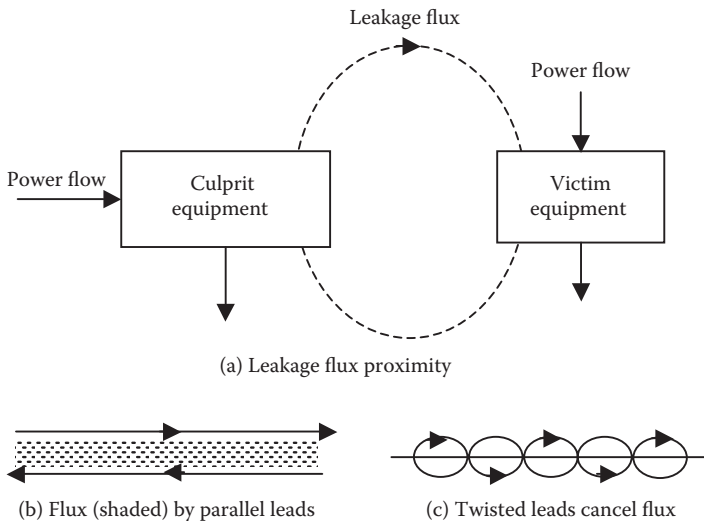 Leakage flux
Power flow
Power flow
Culprit
equipment
Victim
equipment
(a) Leakage flux proximity
(b) Flux (shaded) by parallel leads
(c) Twisted leads cancel flux